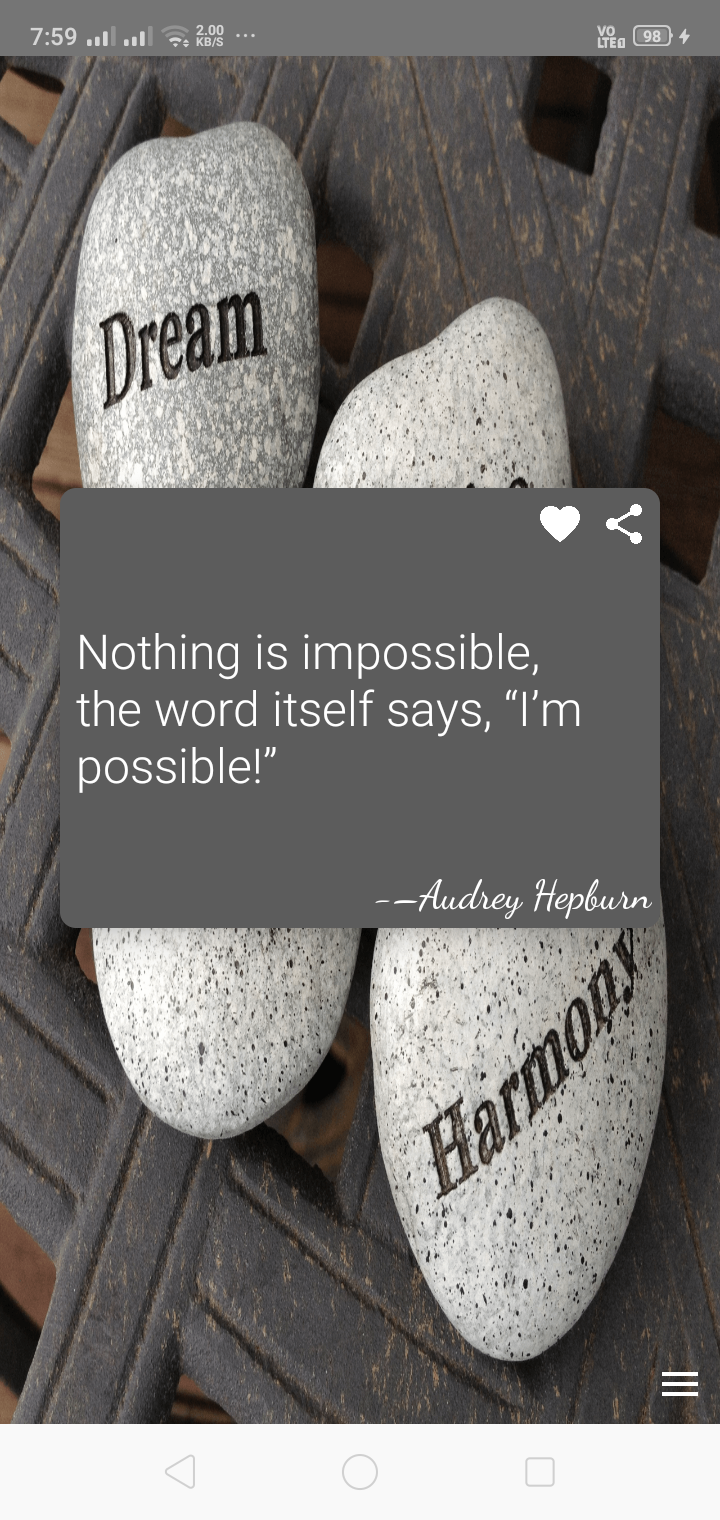 7:59 2.00 KB/S ... VO LTE 98
Dream
Nothing is impossible,
the word itself says, “I’m
possible!”
-–—Audrey Hepburn
Harmony